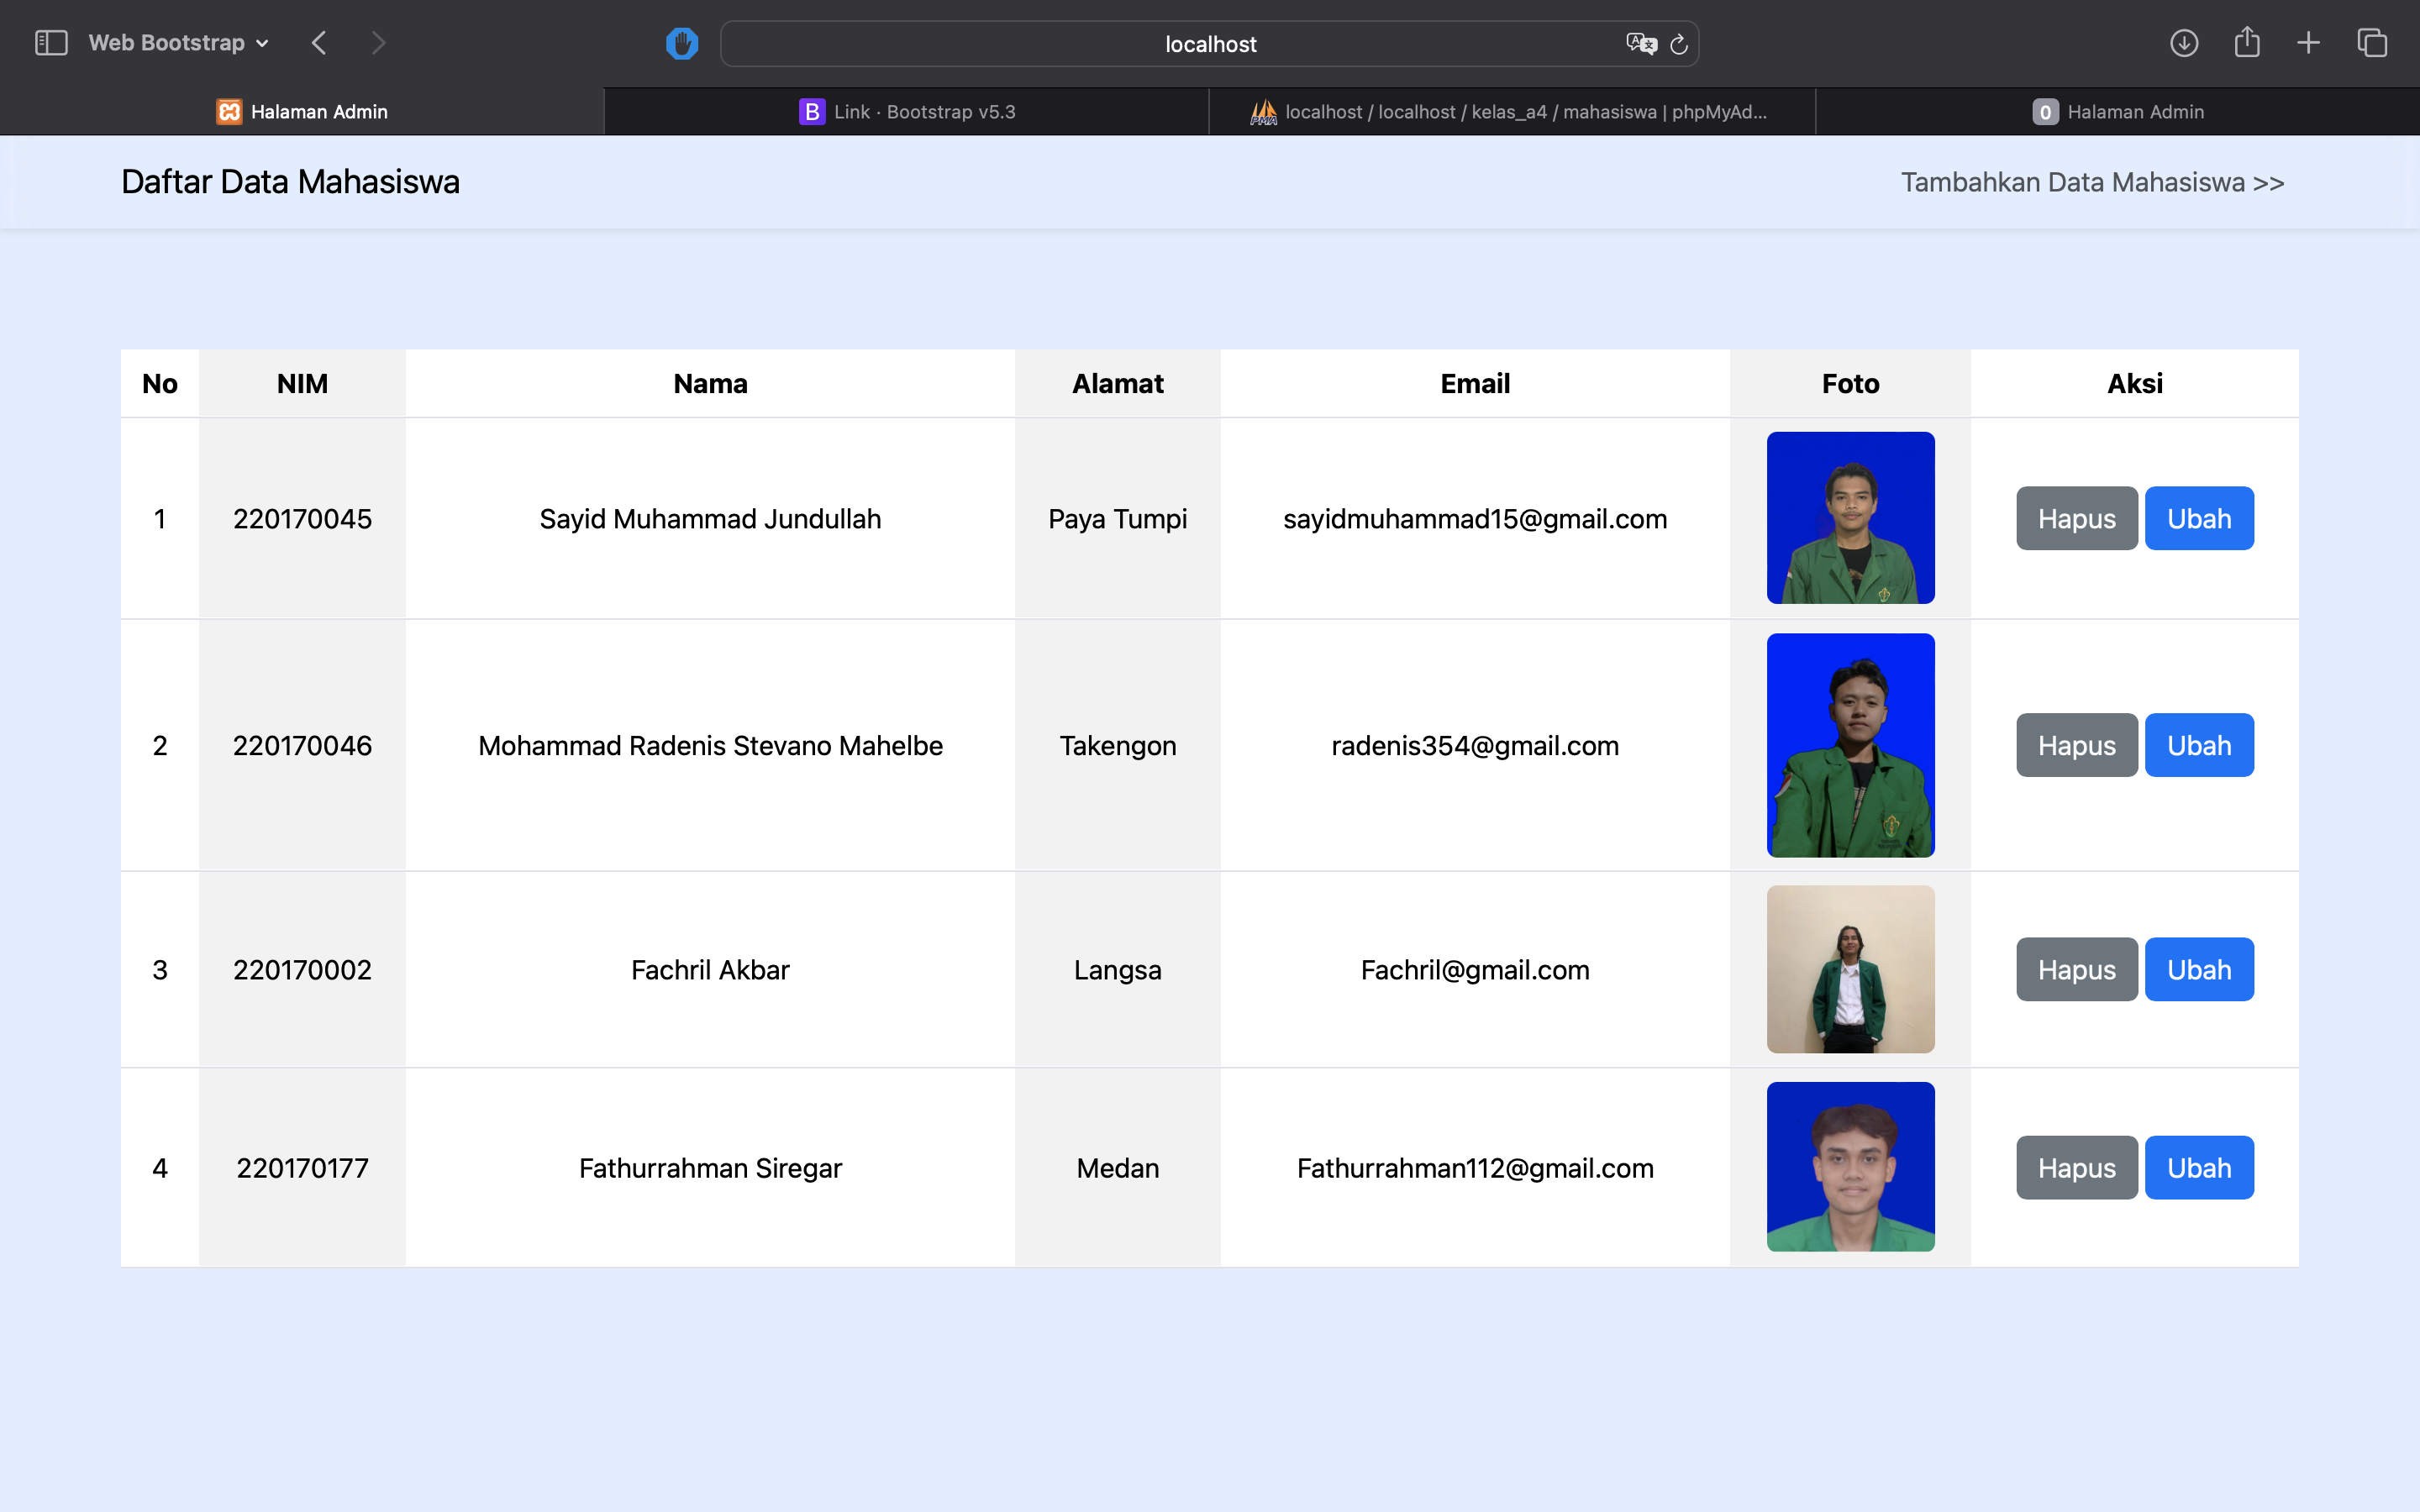 Web Bootstrap
localhost
Halaman Admin
B Link · Bootstrap v5.3
PMA localhost / localhost / kelas_a4 / mahasiswa | phpMyAd...
0 Halaman Admin
Daftar Data Mahasiswa
Tambahkan Data Mahasiswa >>
No NIM Nama Alamat Email Foto Aksi
1 220170045 Sayid Muhammad Jundullah Paya Tumpi sayidmuhammad15@gmail.com Hapus Ubah
2 220170046 Mohammad Radenis Stevano Mahelbe Takengon radenis354@gmail.com Hapus Ubah
3 220170002 Fachril Akbar Langsa Fachril@gmail.com Hapus Ubah
4 220170177 Fathurrahman Siregar Medan Fathurrahman112@gmail.com Hapus Ubah